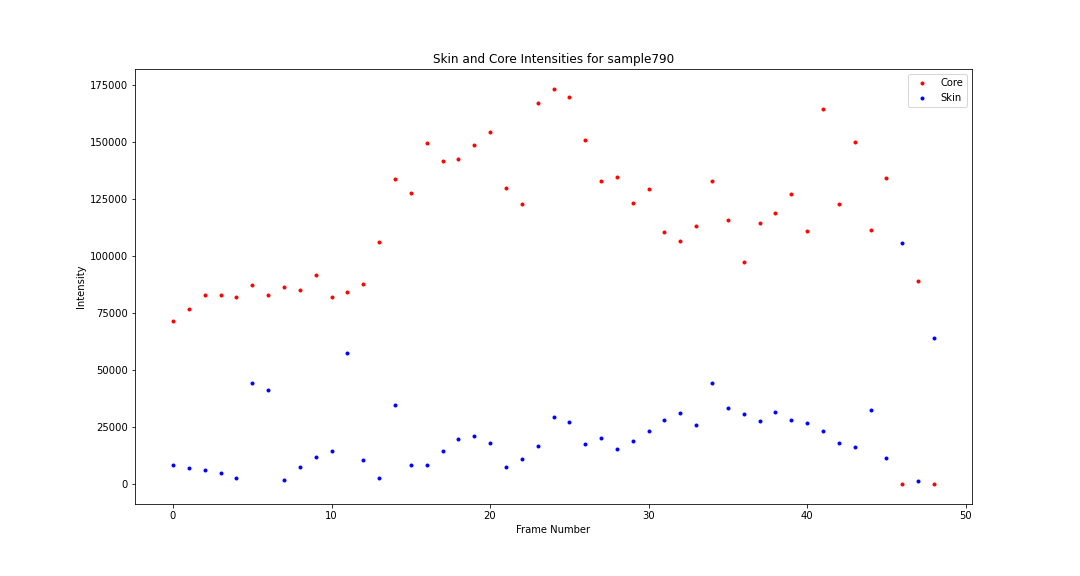 Skin and Core Intensities for sample790
175000
150000
125000
100000
75000
50000
25000
0
Intensity
0 10 20 30 40 50
Frame Number
Core
Skin